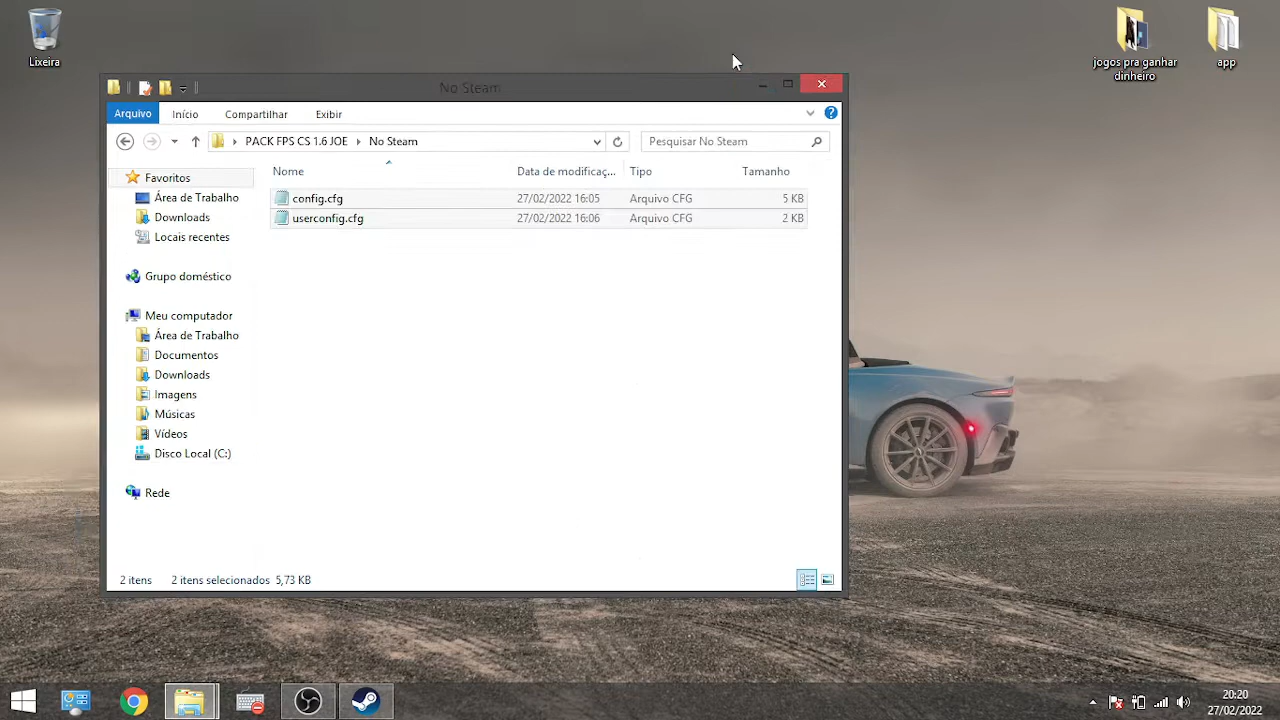 Lixeira
jogos pra ganhar
dinheiro
app
No Steam
Arquivo
Início
Compartilhar
Exibir
PACK FPS CS 1.6 JOE
No Steam
Pesquisar No Steam
Nome
Data de modificaç...
Tipo
Tamanho
config.cfg
27/02/2022 16:05
Arquivo CFG
5 KB
userconfig.cfg
27/02/2022 16:06
Arquivo CFG
2 KB
Favoritos
Área de Trabalho
Downloads
Locais recentes
Grupo doméstico
Meu computador
Área de Trabalho
Documentos
Downloads
Imagens
Músicas
Vídeos
Disco Local (C:)
Rede
2 itens
2 itens selecionados 5,73 KB
20:20
27/02/2022